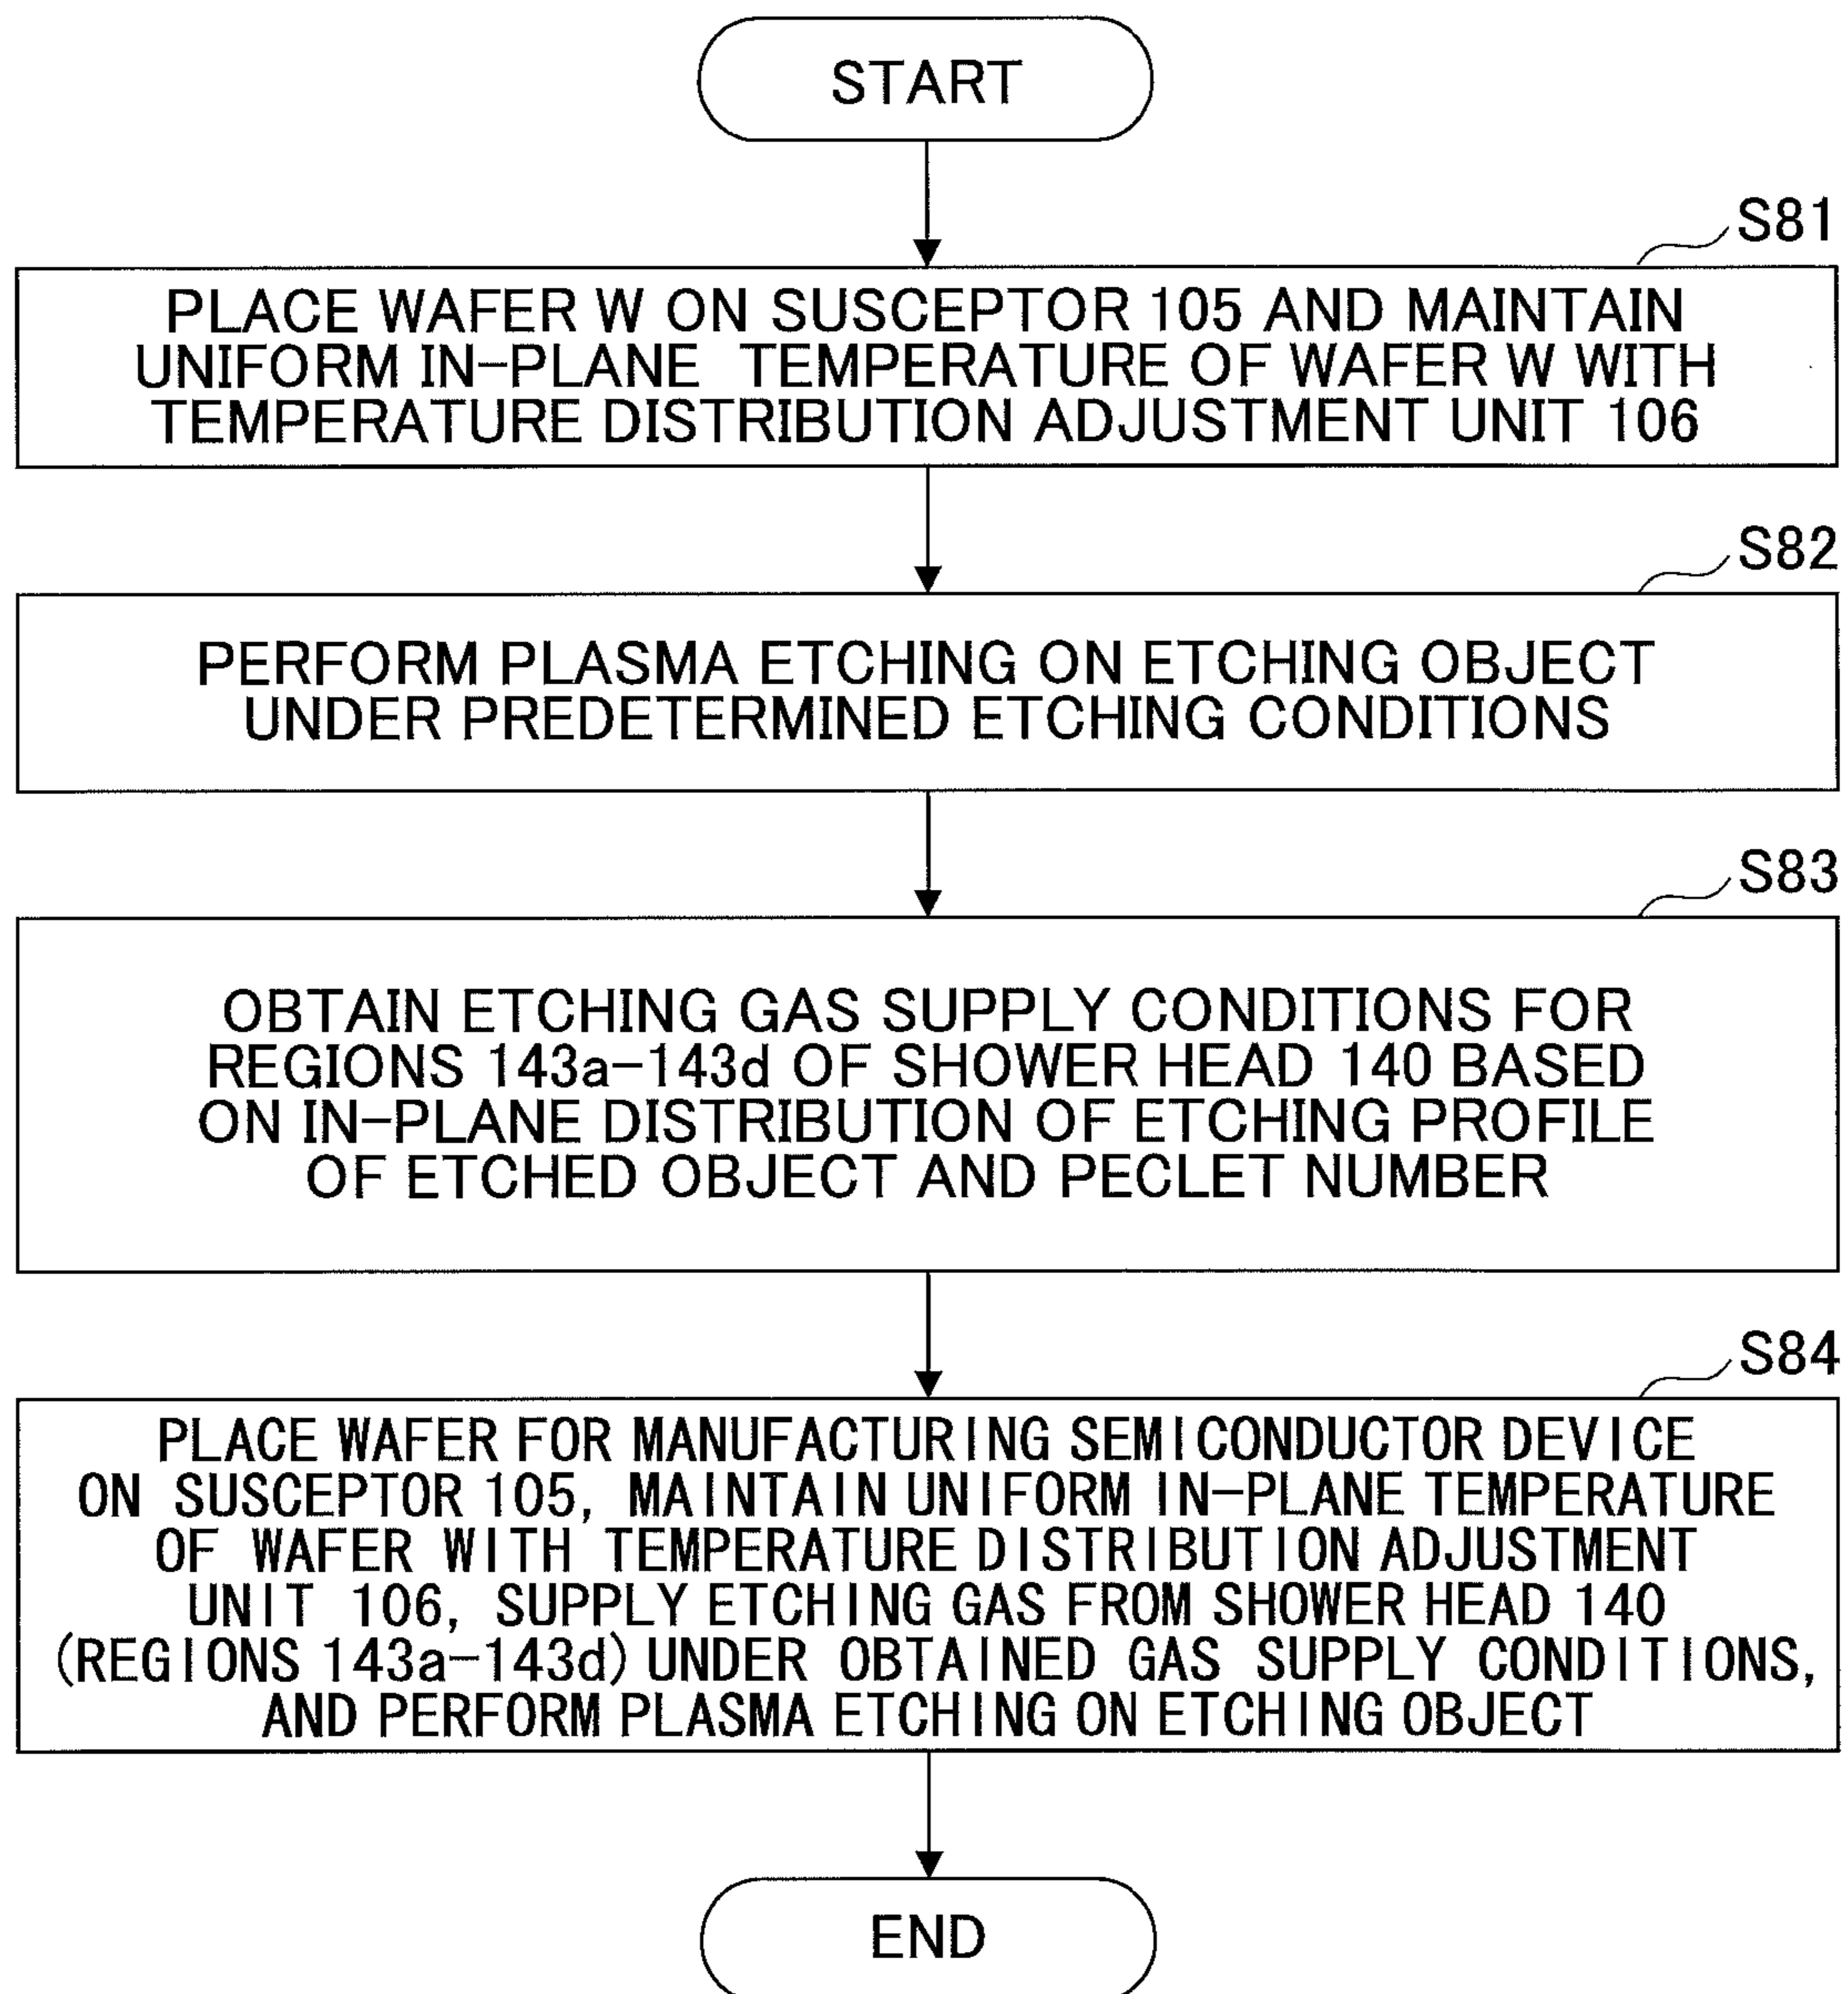 START
S81
PLACE WAFER W ON SUSCEPTOR 105 AND MAINTAIN
UNIFORM IN-PLANE TEMPERATURE OF WAFER W WITH
TEMPERATURE DISTRIBUTION ADJUSTMENT UNIT 106
S82
PERFORM PLASMA ETCHING ON ETCHING OBJECT
UNDER PREDETERMINED ETCHING CONDITIONS
S83
OBTAIN ETCHING GAS SUPPLY CONDITIONS FOR
REGIONS 143a-143d OF SHOWER HEAD 140 BASED
ON IN-PLANE DISTRIBUTION OF ETCHING PROFILE
OF ETCHED OBJECT AND PECLET NUMBER
S84
PLACE WAFER FOR MANUFACTURING SEMICONDUCTOR DEVICE
ON SUSCEPTOR 105, MAINTAIN UNIFORM IN-PLANE TEMPERATURE
OF WAFER WITH TEMPERATURE DISTRIBUTION ADJUSTMENT
UNIT 106, SUPPLY ETCHING GAS FROM SHOWER HEAD 140
(REGIONS 143a-143d) UNDER OBTAINED GAS SUPPLY CONDITIONS,
AND PERFORM PLASMA ETCHING ON ETCHING OBJECT
END